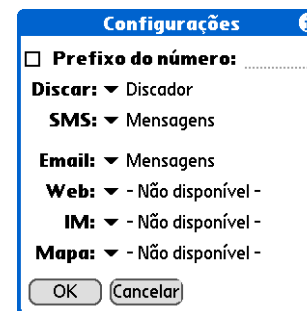 Configurações
Prefixo do número:
Discar: Discador
SMS: Mensagens
Email: Mensagens
Web: - Não disponível -
IM: - Não disponível -
Mapa: - Não disponível -
OK Cancelar